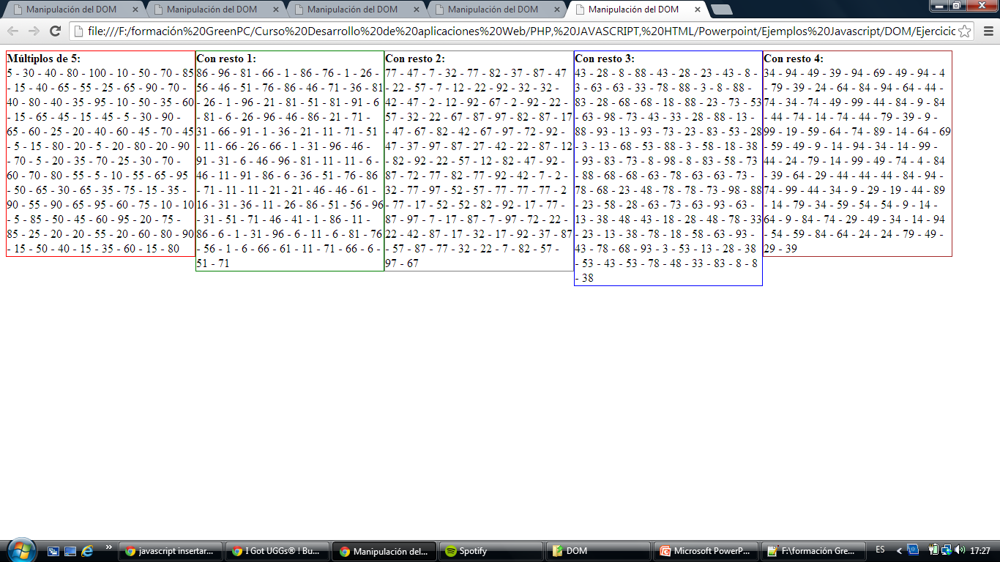 Manipulación del DOM
Manipulación del DOM
Manipulación del DOM
Manipulación del DOM
Manipulación del DOM
file:///F:/formación%20GreenPC/Curso%20Desarrollo%20de%20aplicaciones%20Web/PHP,%20JAVASCRIPT,%20HTML/Powerpoint/Ejemplos%20Javascript/DOM/Ejercicic
Múltiplos de 5:
5 - 30 - 40 - 80 - 100 - 10 - 50 - 70 - 85
- 15 - 40 - 65 - 55 - 25 - 65 - 90 - 70 -
40 - 80 - 40 - 35 - 95 - 10 - 50 - 35 - 60
- 15 - 65 - 45 - 15 - 45 - 5 - 30 - 90 -
65 - 60 - 25 - 20 - 40 - 60 - 45 - 70 - 45
- 5 - 15 - 80 - 20 - 5 - 20 - 80 - 20 - 90
- 70 - 5 - 20 - 35 - 70 - 25 - 30 - 70 -
60 - 70 - 80 - 55 - 5 - 10 - 55 - 65 - 95
- 50 - 65 - 30 - 65 - 35 - 75 - 15 - 35 -
90 - 55 - 90 - 65 - 95 - 60 - 75 - 10 - 10
- 5 - 85 - 50 - 45 - 60 - 95 - 20 - 75 -
85 - 25 - 20 - 20 - 55 - 20 - 60 - 80 - 90
- 15 - 50 - 40 - 15 - 35 - 60 - 15 - 80
Con resto 1:
86 - 96 - 81 - 66 - 1 - 86 - 76 - 1 - 26 -
56 - 46 - 51 - 76 - 86 - 46 - 71 - 36 - 81
- 26 - 1 - 96 - 21 - 81 - 51 - 81 - 91 - 6
- 81 - 6 - 26 - 96 - 46 - 86 - 21 - 71 -
31 - 66 - 91 - 1 - 36 - 21 - 11 - 71 - 51
- 11 - 66 - 26 - 66 - 1 - 31 - 96 - 46 -
91 - 31 - 6 - 46 - 96 - 81 - 11 - 11 - 6 -
46 - 11 - 91 - 86 - 6 - 36 - 51 - 76 - 86
- 71 - 11 - 11 - 21 - 21 - 46 - 46 - 61 -
16 - 31 - 36 - 11 - 26 - 86 - 51 - 56 - 96
- 31 - 51 - 71 - 46 - 41 - 1 - 86 - 11 -
86 - 6 - 1 - 31 - 96 - 6 - 11 - 6 - 81 - 76
- 56 - 1 - 6 - 66 - 61 - 11 - 71 - 66 - 6 -
51 - 71
Con resto 2:
77 - 47 - 7 - 32 - 77 - 82 - 37 - 87 - 47
- 22 - 57 - 7 - 12 - 22 - 92 - 32 - 32 -
42 - 47 - 2 - 12 - 92 - 67 - 2 - 92 - 22 -
57 - 32 - 22 - 67 - 87 - 97 - 82 - 87 - 17
- 47 - 67 - 82 - 42 - 67 - 97 - 72 - 92 -
47 - 37 - 97 - 87 - 27 - 42 - 22 - 87 - 12
- 82 - 92 - 22 - 57 - 12 - 82 - 47 - 92 -
87 - 72 - 77 - 82 - 77 - 92 - 42 - 7 - 2 -
32 - 77 - 97 - 52 - 57 - 77 - 77 - 77 - 2
- 77 - 17 - 52 - 52 - 82 - 92 - 17 - 77 -
87 - 97 - 7 - 17 - 87 - 7 - 97 - 72 - 22 -
22 - 42 - 87 - 17 - 32 - 17 - 92 - 37 - 87
- 57 - 87 - 77 - 32 - 22 - 7 - 82 - 57 -
97 - 67
Con resto 3:
43 - 28 - 8 - 88 - 43 - 28 - 23 - 43 - 8 -
3 - 63 - 63 - 33 - 78 - 88 - 3 - 8 - 88 -
83 - 28 - 68 - 68 - 18 - 88 - 23 - 73 - 53
- 63 - 98 - 73 - 43 - 33 - 28 - 88 - 13 -
88 - 93 - 13 - 93 - 73 - 23 - 83 - 53 - 28
- 3 - 13 - 68 - 53 - 88 - 3 - 58 - 18 - 38
- 93 - 83 - 73 - 8 - 98 - 8 - 83 - 58 - 73
- 88 - 68 - 68 - 63 - 78 - 63 - 63 - 73 -
78 - 68 - 23 - 48 - 78 - 78 - 73 - 98 - 88
- 23 - 58 - 28 - 63 - 73 - 63 - 93 - 63 -
13 - 38 - 48 - 43 - 18 - 28 - 48 - 78 - 33
- 23 - 13 - 38 - 78 - 18 - 58 - 63 - 93 -
43 - 78 - 68 - 93 - 3 - 53 - 13 - 28 - 38
- 53 - 43 - 53 - 78 - 48 - 33 - 83 - 8 - 8
- 38
Con resto 4:
34 - 94 - 49 - 39 - 94 - 69 - 49 - 94 - 4
- 79 - 39 - 24 - 64 - 84 - 94 - 64 - 44 -
74 - 34 - 74 - 49 - 99 - 44 - 84 - 9 - 84
- 44 - 74 - 14 - 74 - 44 - 79 - 39 - 9 -
99 - 19 - 59 - 64 - 74 - 89 - 14 - 64 - 69
- 59 - 49 - 9 - 14 - 94 - 34 - 14 - 99 -
44 - 24 - 79 - 14 - 99 - 49 - 74 - 4 - 84
- 39 - 64 - 29 - 44 - 44 - 44 - 84 - 94 -
74 - 99 - 44 - 34 - 9 - 29 - 19 - 44 - 89
- 14 - 79 - 34 - 59 - 54 - 54 - 9 - 14 -
64 - 9 - 84 - 74 - 29 - 49 - 34 - 14 - 94
- 54 - 59 - 84 - 64 - 24 - 24 - 79 - 49 -
29 - 39
javascript insertar...
I Got UGGs® ! Bu...
Manipulación del...
Spotify
DOM
Microsoft PowerP...
F:\formación Gre...
ES
17:27